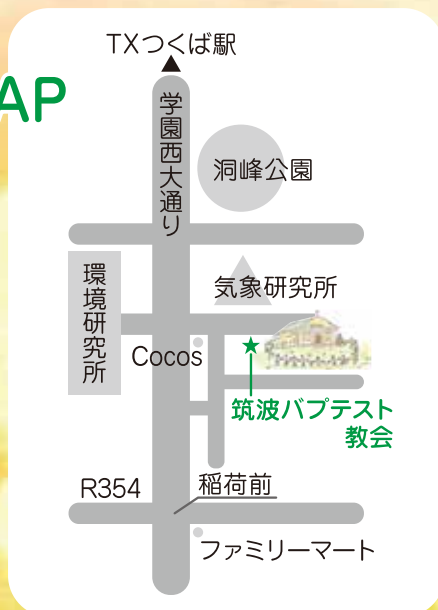 TXつくば駅
AP
学園西大通り
洞峰公園
環境研究所
気象研究所
Cocos
筑波バプテスト
教会
R354
稲荷前
ファミリーマート